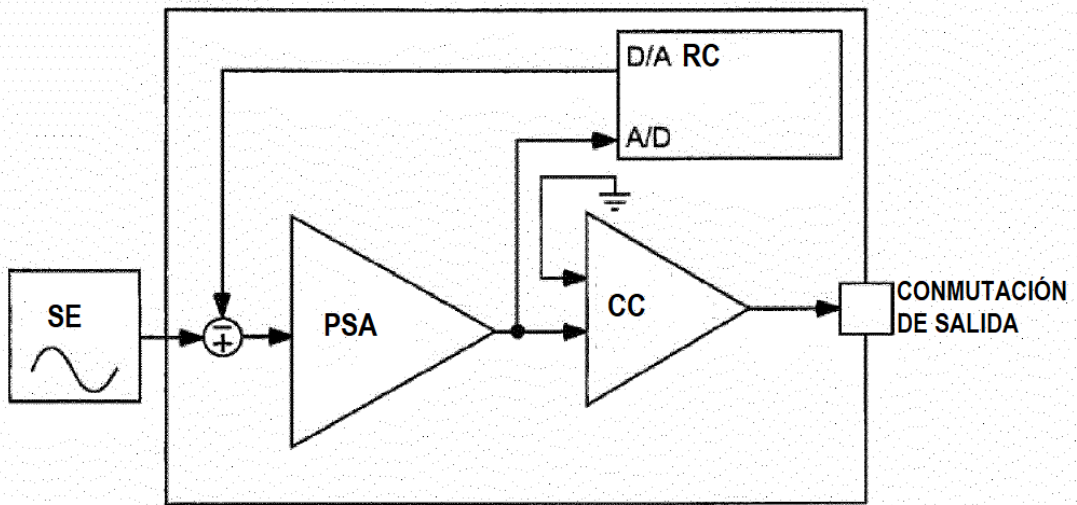 D/A RC
A/D
SE
PSA
CC
CONMUTACIÓN
DE SALIDA